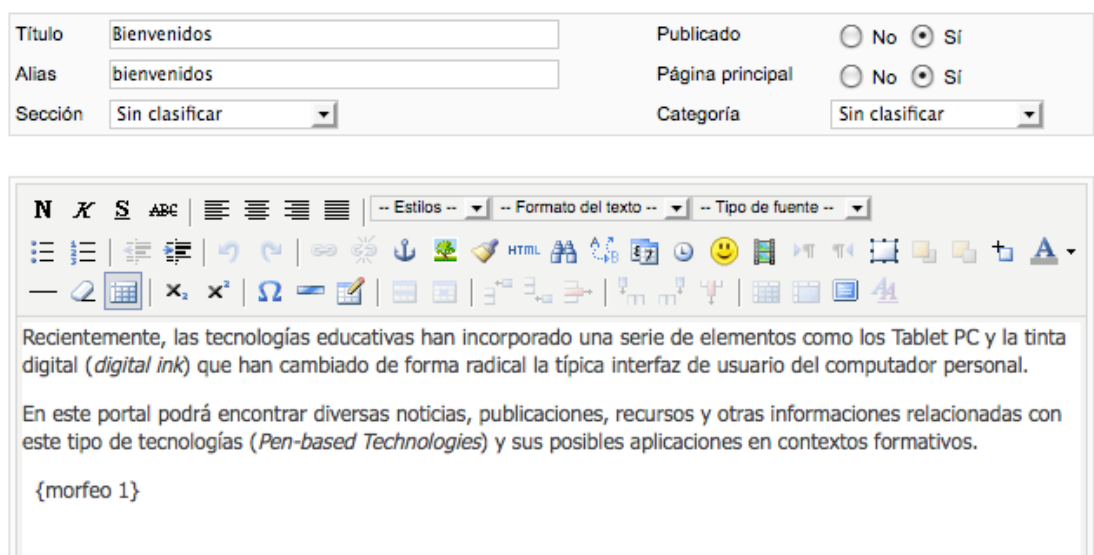 Título Bienvenidos Publicado No Sí
Alias bienvenidos Página principal No Sí
Sección Sin clasificar Categoría Sin clasificar
N K S ABC -- Estilos -- -- Formato del texto -- -- Tipo de fuente --
HTML A
x₂ x² Ω
Recientemente, las tecnologías educativas han incorporado una serie de elementos como los Tablet PC y la tinta
digital (digital ink) que han cambiado de forma radical la típica interfaz de usuario del computador personal.
En este portal podrá encontrar diversas noticias, publicaciones, recursos y otras informaciones relacionadas con
este tipo de tecnologías (Pen-based Technologies) y sus posibles aplicaciones en contextos formativos.
{morfeo 1}